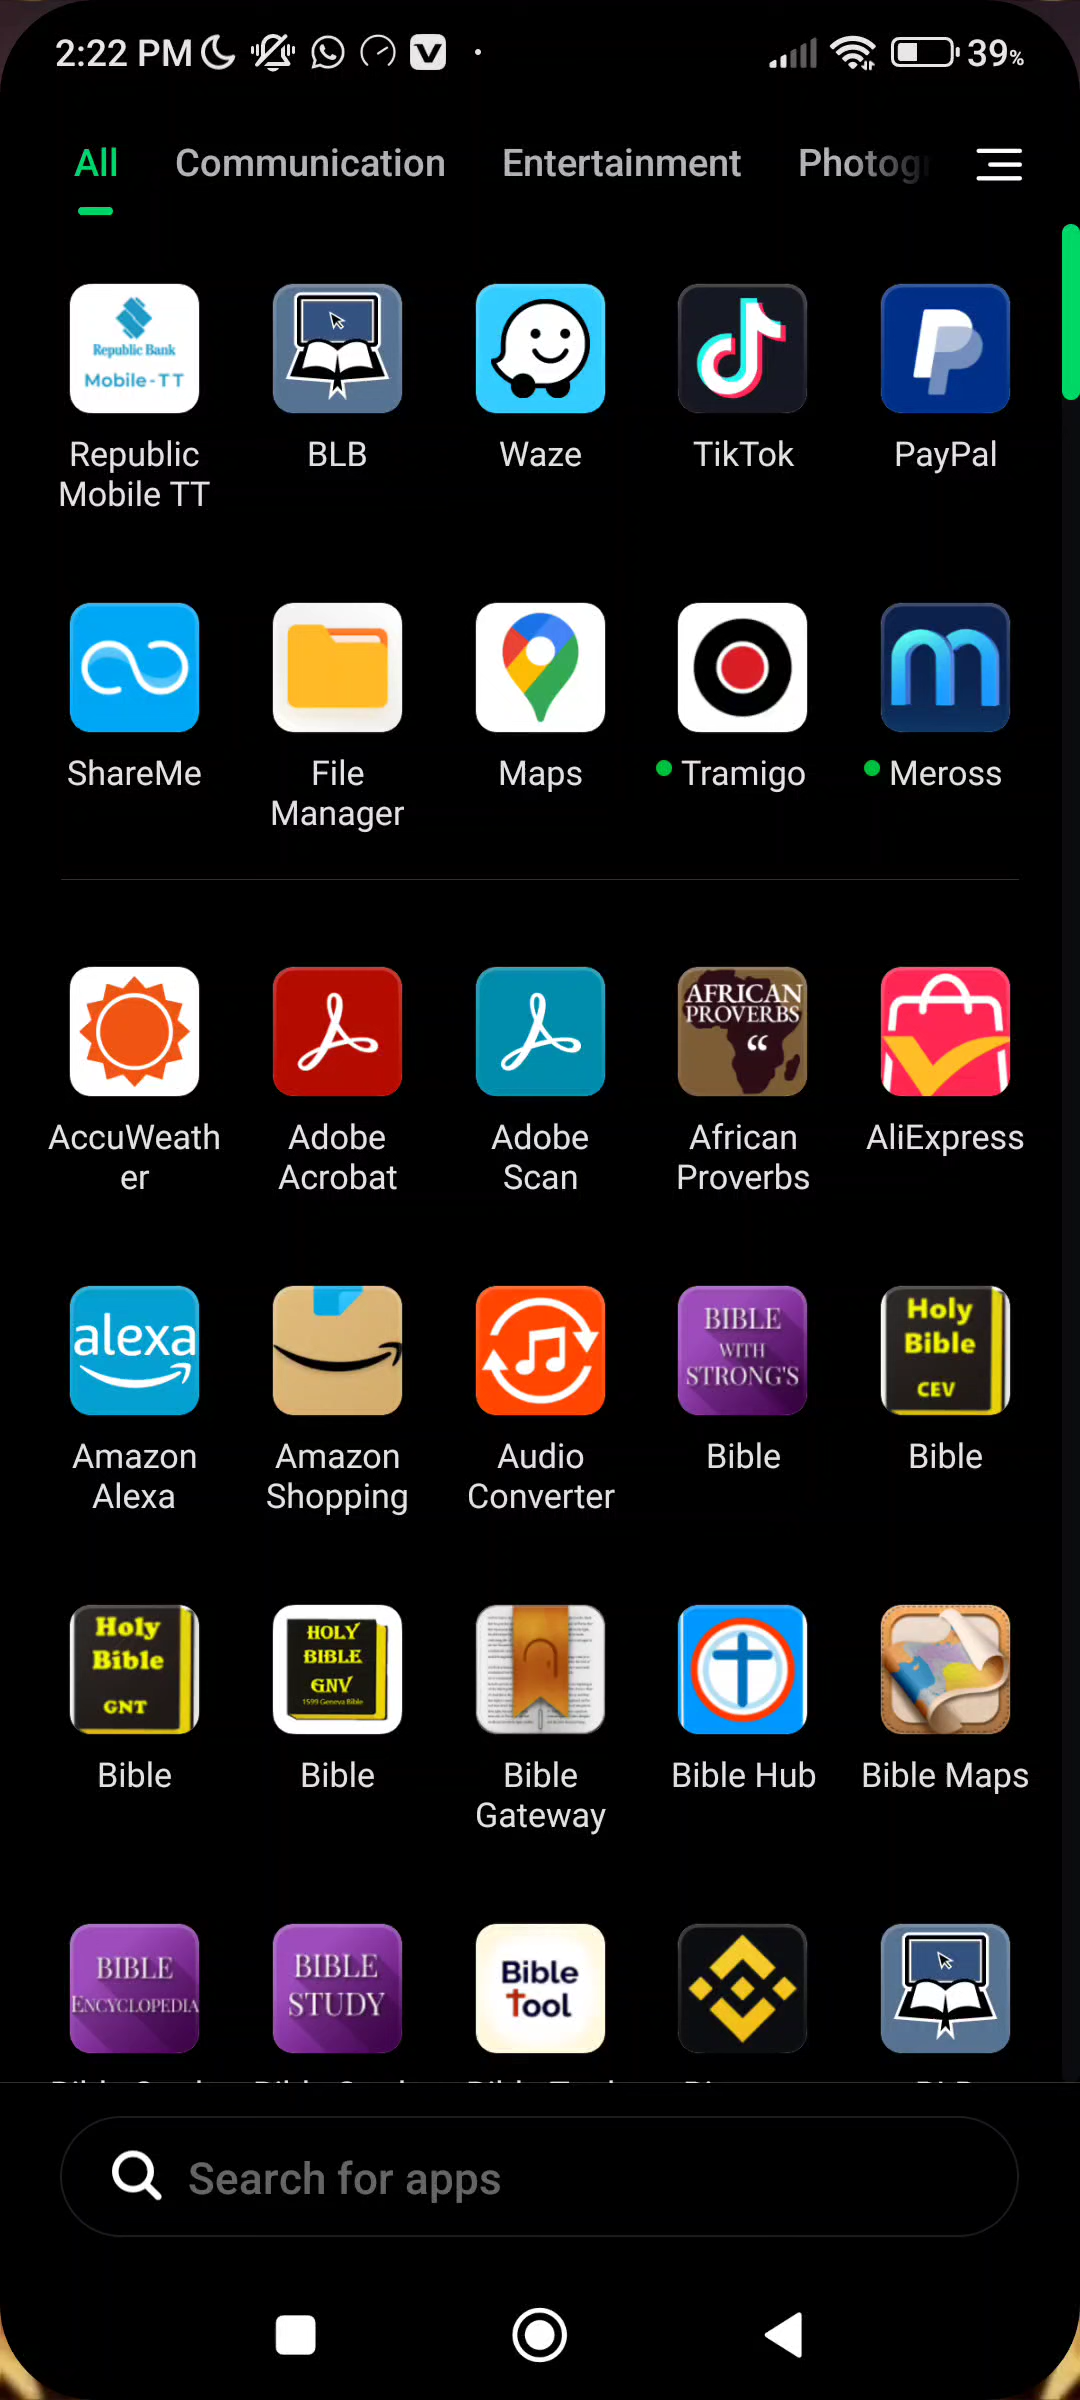 2:22 PM
39%
All Communication Entertainment Photog
Republic Bank
Mobile-TT
Republic Mobile TT
BLB
Waze
TikTok
PayPal
ShareMe
File Manager
Maps
Tramigo
Meross
AFRICAN
PROVERBS
“
AccuWeath
er
Adobe Acrobat
Adobe Scan
African Proverbs
AliExpress
alexa
BIBLE
WITH
STRONG'S
Holy
Bible
CEV
Amazon Alexa
Amazon Shopping
Audio Converter
Bible
Bible
Holy
Bible
GNT
HOLY
BIBLE
GNV
1599 Geneva Bible
Bible
Bible
Bible Gateway
Bible Hub
Bible Maps
BIBLE
ENCYCLOPEDIA
BIBLE
STUDY
Bible
Tool
Search for apps